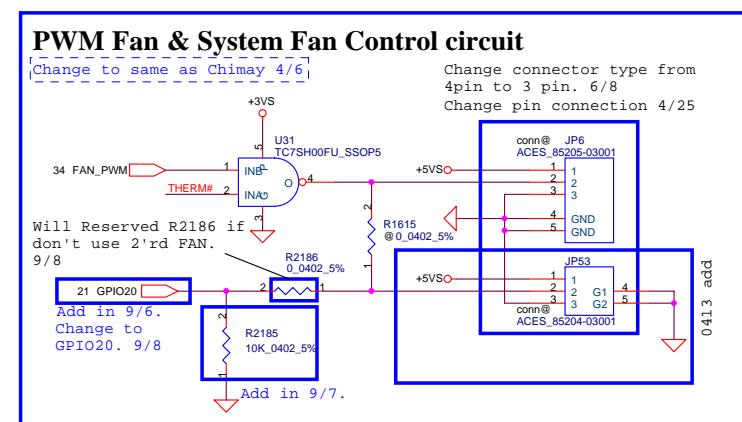 PWM Fan & System Fan Control circuit
Change to same as Chimay 4/6
Change connector type from
4pin to 3 pin. 6/8
Change pin connection 4/25
+3VS
5
U31
TC7SH00FU_SSOP5
P
34 FAN_PWM
1
INB
O
4
THERM#
2
INA
G
3
conn@
JP6
ACES_85205-03001
+5VS
1
1
2
2
3
3
4
GND
5
GND
2
R1615
@ 0_0402_5%
1
Will Reserved R2186 if
don't use 2'rd FAN.
9/8
R2186
0_0402_5%
2
1
21 GPIO20
Add in 9/6.
Change to
GPIO20. 9/8
2
R2185
10K_0402_5%
1
Add in 9/7.
JP53
+5VS
1
1
2
2
3
3
G1
4
G2
5
conn@
ACES_85204-03001
0413 add